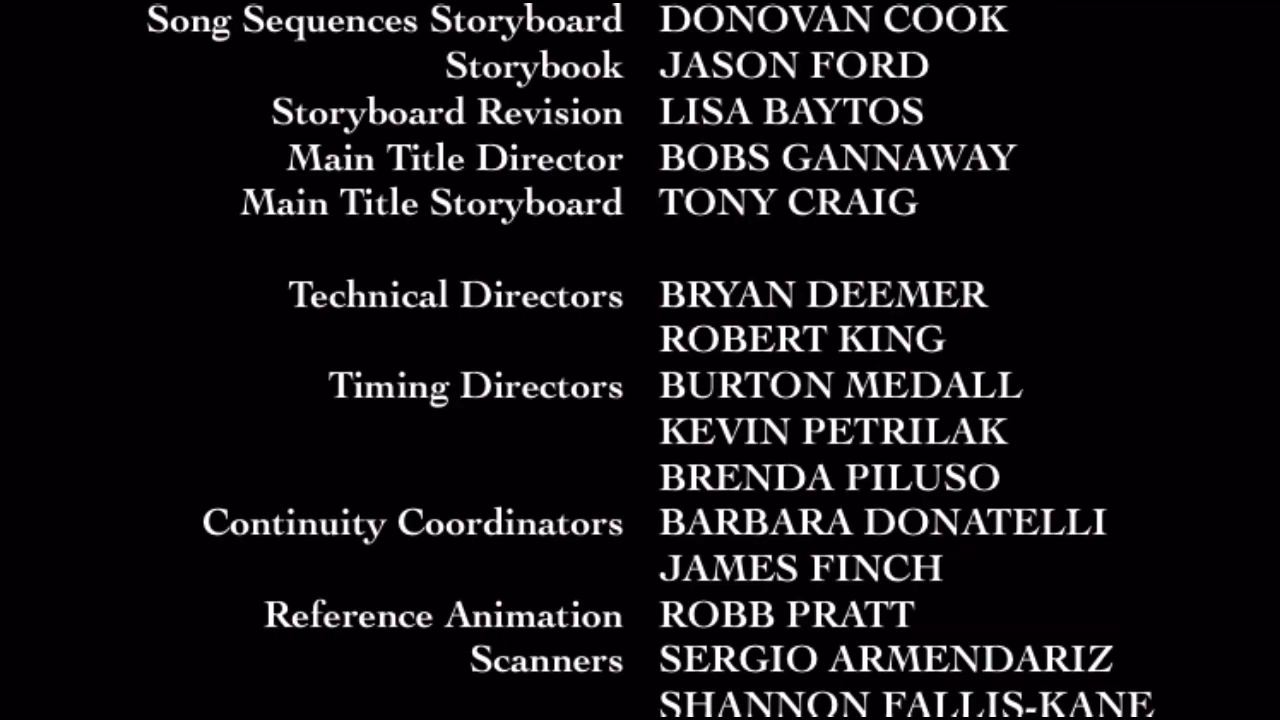 Song Sequences Storyboard DONOVAN COOK
Storybook JASON FORD
Storyboard Revision LISA BAYTOS
Main Title Director BOBS GANNAWAY
Main Title Storyboard TONY CRAIG
Technical Directors BRYAN DEEMER
ROBERT KING
Timing Directors BURTON MEDALL
KEVIN PETRILAK
BRENDA PILUSO
Continuity Coordinators BARBARA DONATELLI
JAMES FINCH
Reference Animation ROBB PRATT
Scanners SERGIO ARMENDARIZ
SHANNON FALLIS-KANE